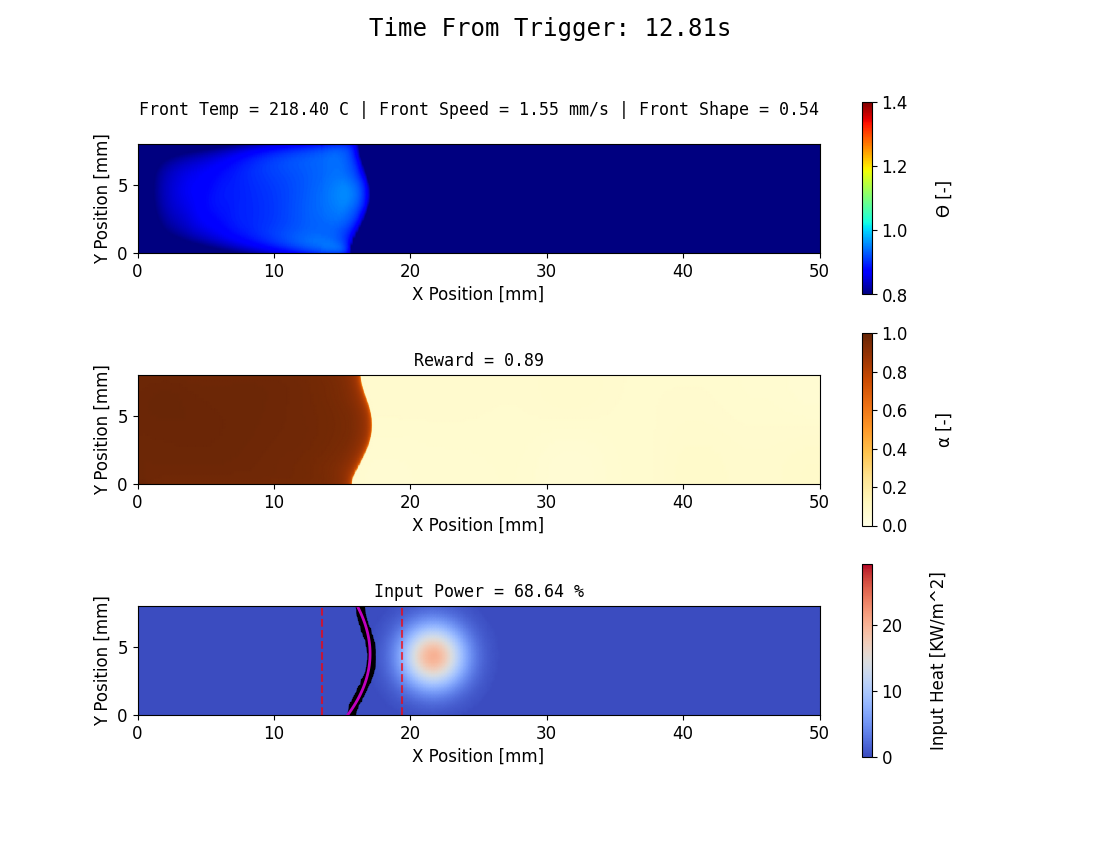 Time From Trigger: 12.81s
Front Temp = 218.40 C | Front Speed = 1.55 mm/s | Front Shape = 0.54
Y Position [mm]
5
0
0 10 20 30 40 50
X Position [mm]
1.4
1.2
1.0
0.8
Θ [-]
Reward = 0.89
Y Position [mm]
5
0
0 10 20 30 40 50
X Position [mm]
1.0
0.8
0.6
0.4
0.2
0.0
α [-]
Input Power = 68.64 %
Y Position [mm]
5
0
0 10 20 30 40 50
X Position [mm]
20
10
0
Input Heat [KW/m^2]